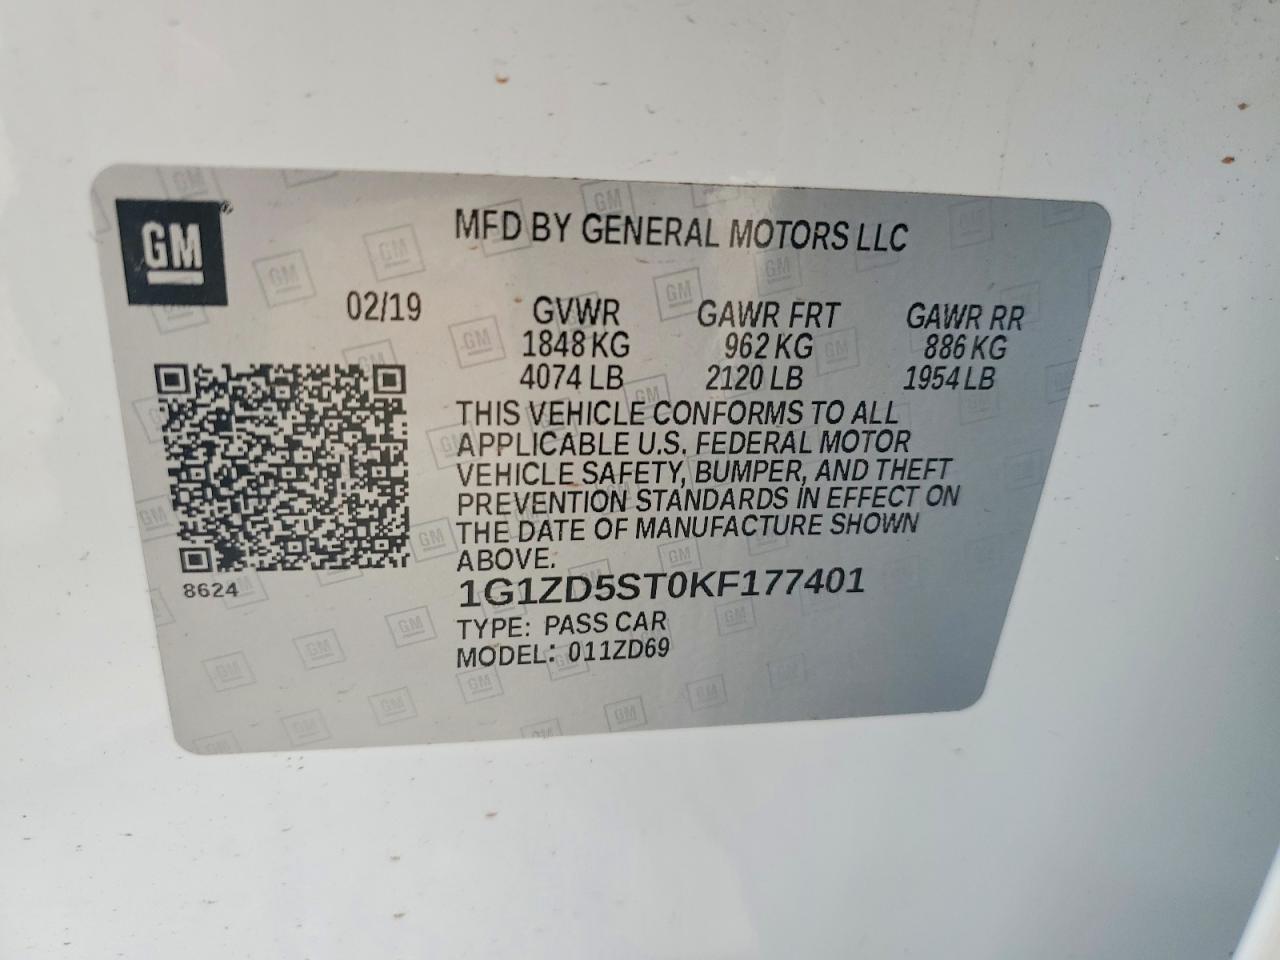 GM
MFD BY GENERAL MOTORS LLC
02/19 GVWR GAWR FRT GAWR RR
1848 KG 962 KG 886 KG
4074 LB 2120 LB 1954 LB
THIS VEHICLE CONFORMS TO ALL
APPLICABLE U.S. FEDERAL MOTOR
VEHICLE SAFETY, BUMPER, AND THEFT
PREVENTION STANDARDS IN EFFECT ON
THE DATE OF MANUFACTURE SHOWN
ABOVE.
8624
1G1ZD5ST0KF177401
TYPE: PASS CAR
MODEL: 011ZD69